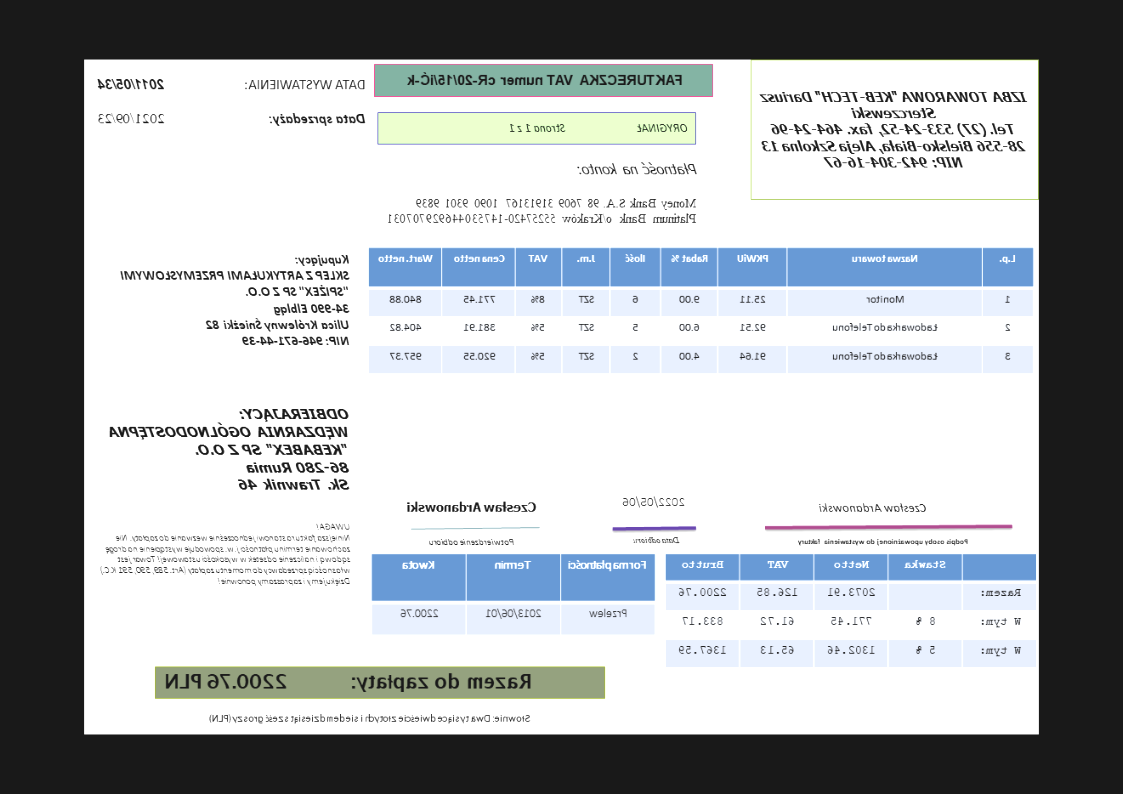 IZBA TOWAROWA "KEB-TECH" Dariusz
Sterczewski
Tel. (27) 533-24-52, fax. 464-24-96
28-556 Bielsko-Biała, Aleja Szkolna 13
NIP: 942-304-16-67
FAKTURECZKA VAT numer cR-20/15/IČ-k
ORYGINAŁ Strona 1 z 1
DATA WYSTAWIENIA: 2011/05/34
Data sprzedaży: 2021/09/23
Płatność na konto:
Money Bank S.A. 98 7609 31913167 1090 9301 9839
Platinum Bank o/Kraków 55257420-147530446929707031
L.p. Nazwa towaru PKWiU Rabat % Ilość J.m. VAT Cena netto Wart. netto
1 Monitor 25.11 9.00 6 SZT 8% 771.45 840.88
2 Ładowarka do Telefonu 92.51 6.00 5 SZT 5% 381.91 404.82
3 Ładowarka do Telefonu 91.64 4.00 2 SZT 5% 920.55 957.37
Kupujący:
SKLEP Z ARTYKUŁAMI PRZEMYSŁOWYMI
"SPIŻEX" SP Z O.O.
34-990 Elbląg
Ulica Królewny Śnieżki 82
NIP: 946-671-44-39
ODBIERAJĄCY:
WĘDZARNIA OGÓLNODOSTĘPNA
"KEBABEX" SP Z O.O.
86-280 Rumia
Sk. Trawnik 46
Czesław Ardanowski
Podpis osoby upoważnionej do wystawienia faktury
2022/05/06
Data odbioru:
Czesław Ardanowski
Potwierdzenie odbioru
UWAGA!
Niniejsza faktura stanowi jednocześnie wezwanie do zapłaty. Nie
zachowanie terminu płatności j.w. spowoduje wystąpienie na drogę
sądową i naliczenie odsetek w wysokości ustawowej! Towar jest
własnością sprzedawcy do momentu zapłaty (Art. 589, 590, 591 K.C.)
Dziękujemy i zapraszamy ponownie!
Stawka Netto VAT Brutto
Razem: 2073.91 126.85 2200.76
W tym: 8 % 771.45 61.72 833.17
W tym: 5 % 1302.46 65.13 1367.59
Forma płatności Termin Kwota
Przelew 2013/06/01 2200.76
Razem do zapłaty: 2200.76 PLN
Słownie: Dwa tysiące dwieście złotych i siedemdziesiąt sześć groszy (PLN)